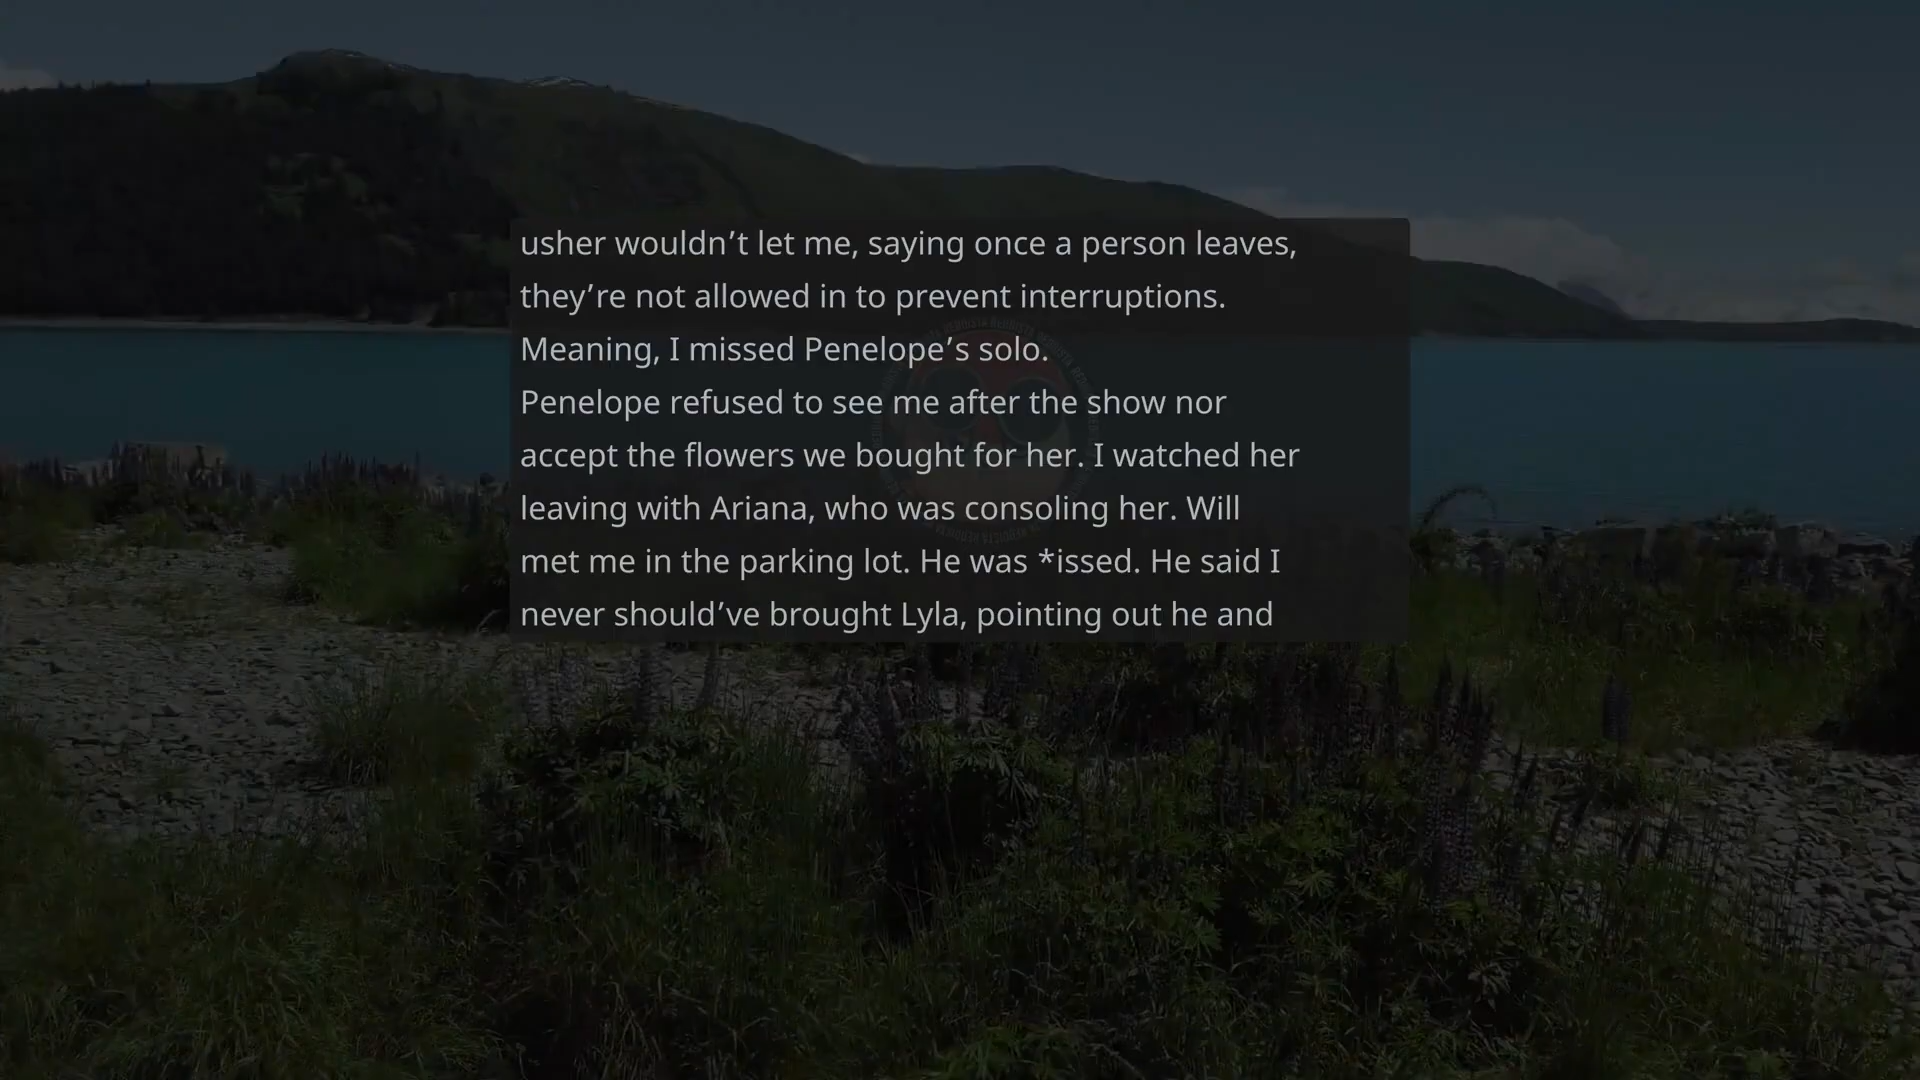 usher wouldn’t let me, saying once a person leaves,
they’re not allowed in to prevent interruptions.
Meaning, I missed Penelope’s solo.
Penelope refused to see me after the show nor
accept the flowers we bought for her. I watched her
leaving with Ariana, who was consoling her. Will
met me in the parking lot. He was *issed. He said I
never should’ve brought Lyla, pointing out he and